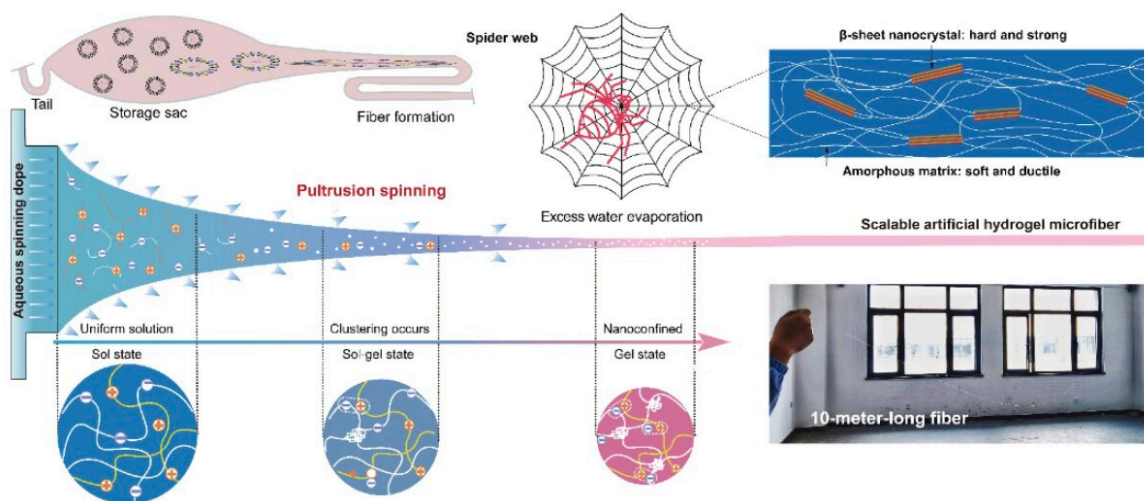 Tail
Storage sac
Fiber formation
Spider web
Excess water evaporation
β-sheet nanocrystal: hard and strong
Amorphous matrix: soft and ductile
Aqueous spinning dope
Pultrusion spinning
Scalable artificial hydrogel microfiber
Uniform solution
Clustering occurs
Nanoconfined
Sol state
Sol-gel state
Gel state
10-meter-long fiber